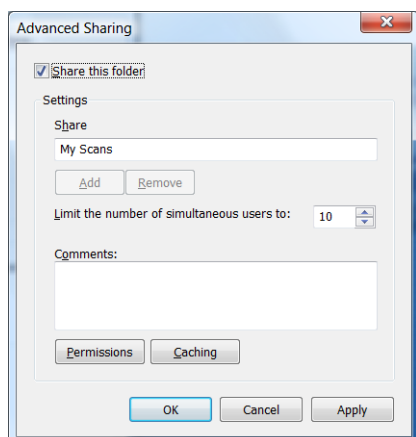 Advanced Sharing
Share this folder
Settings
Share
My Scans
Add Remove
Limit the number of simultaneous users to: 10
Comments:
Permissions Caching
OK Cancel Apply